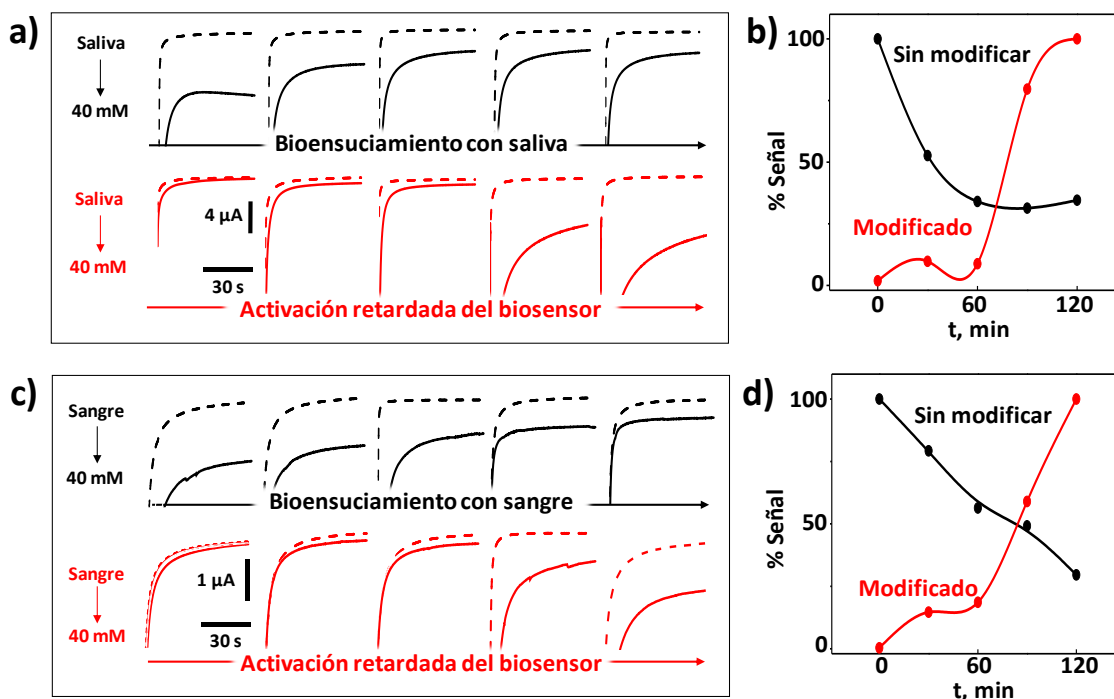 a)
Saliva
40 mM
Bioensuciamiento con saliva
Saliva
40 mM
4 µA
30 s
Activación retardada del biosensor
b)
100
50
0
% Señal
Sin modificar
Modificado
0
60
120
t, min
c)
Sangre
40 mM
Bioensuciamiento con sangre
Sangre
40 mM
1 µA
30 s
Activación retardada del biosensor
d)
100
50
0
% Señal
Sin modificar
Modificado
0
60
120
t, min